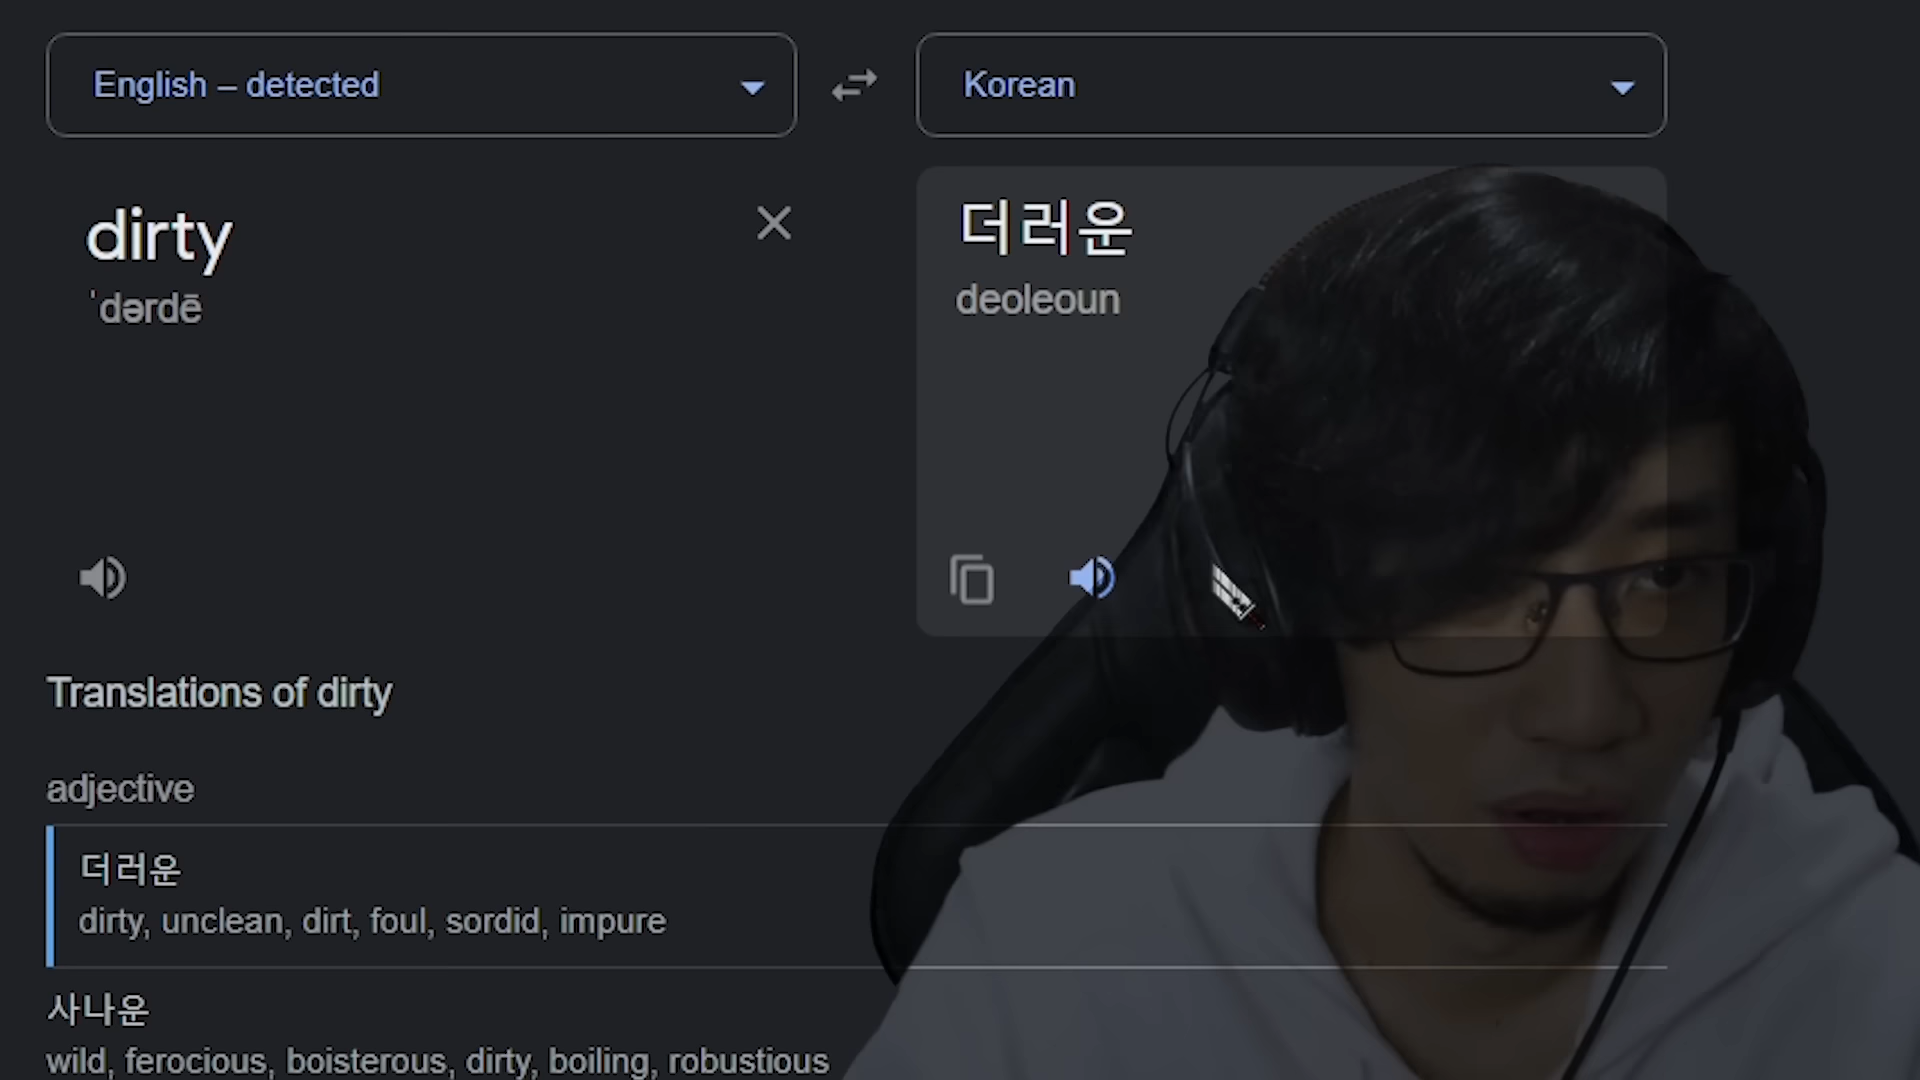 English – detected
Korean
dirty
ˈdərdē
더러운
deoleoun
Translations of dirty
adjective
더러운
dirty, unclean, dirt, foul, sordid, impure
사나운
wild, ferocious, boisterous, dirty, boiling, robustious